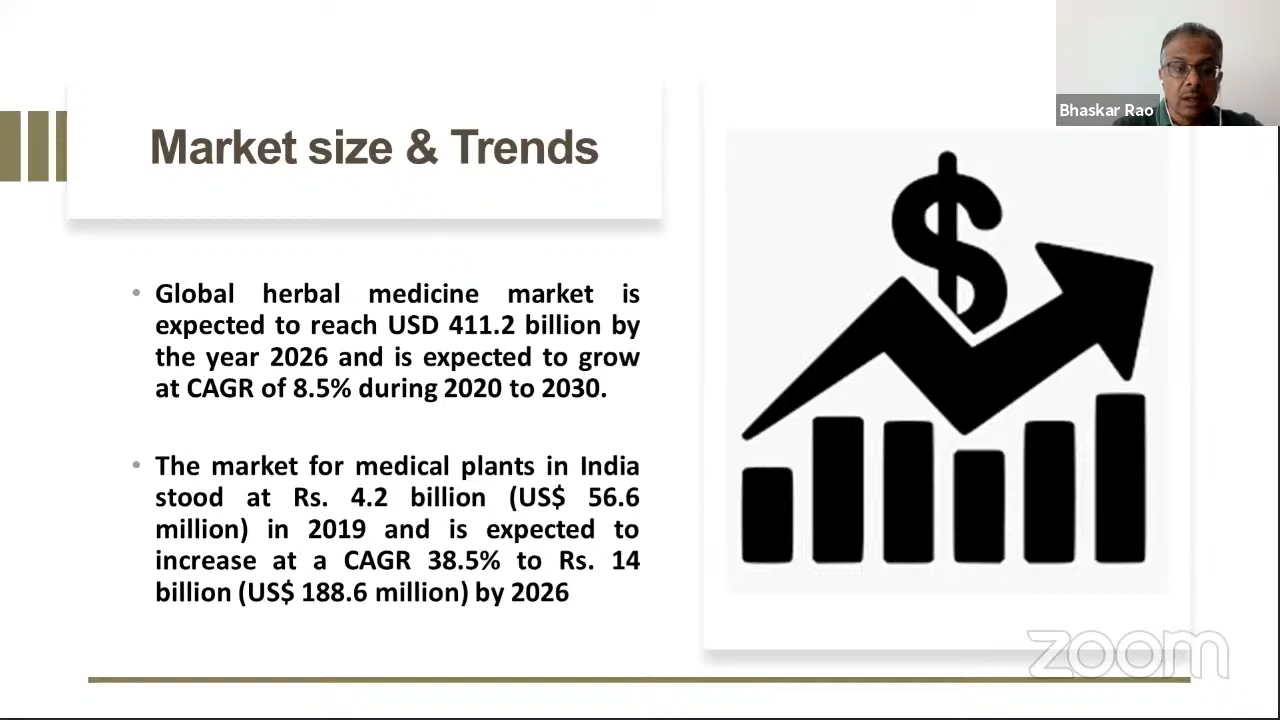 Bhaskar Rao
Market size & Trends
• Global herbal medicine market is
expected to reach USD 411.2 billion by
the year 2026 and is expected to grow
at CAGR of 8.5% during 2020 to 2030.
• The market for medical plants in India
stood at Rs. 4.2 billion (US$ 56.6
million) in 2019 and is expected to
increase at a CAGR 38.5% to Rs. 14
billion (US$ 188.6 million) by 2026
$
zoom